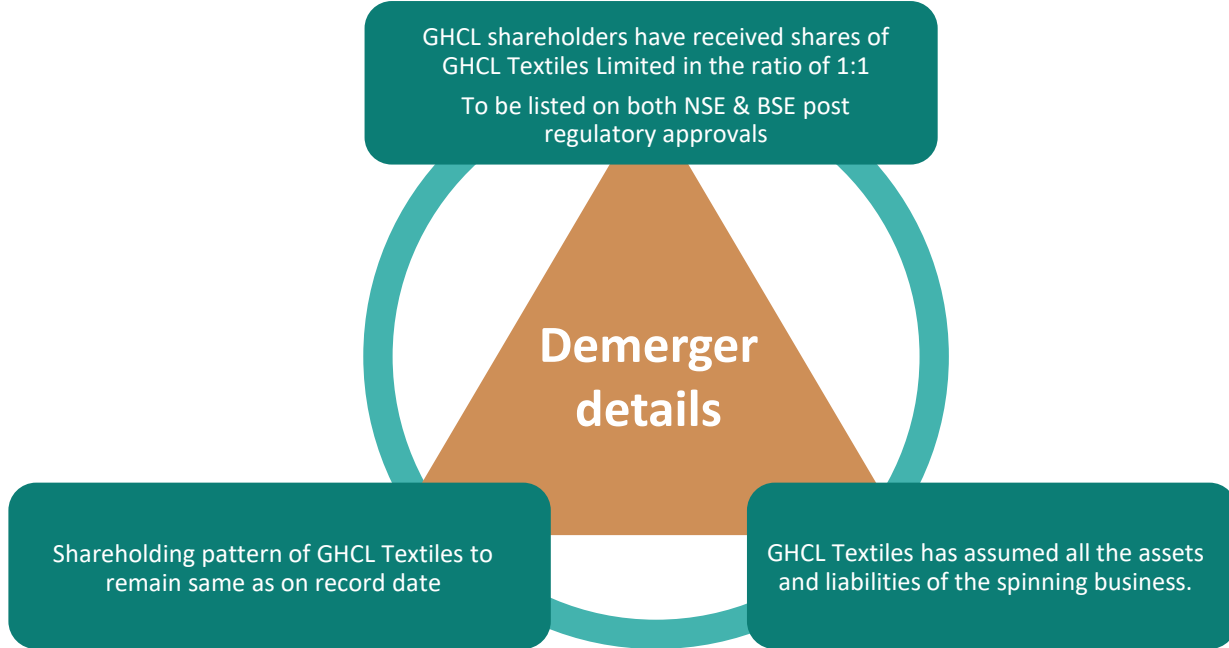 GHCL shareholders have received shares of
GHCL Textiles Limited in the ratio of 1:1
To be listed on both NSE & BSE post
regulatory approvals
Demerger
details
Shareholding pattern of GHCL Textiles to
remain same as on record date
GHCL Textiles has assumed all the assets
and liabilities of the spinning business.